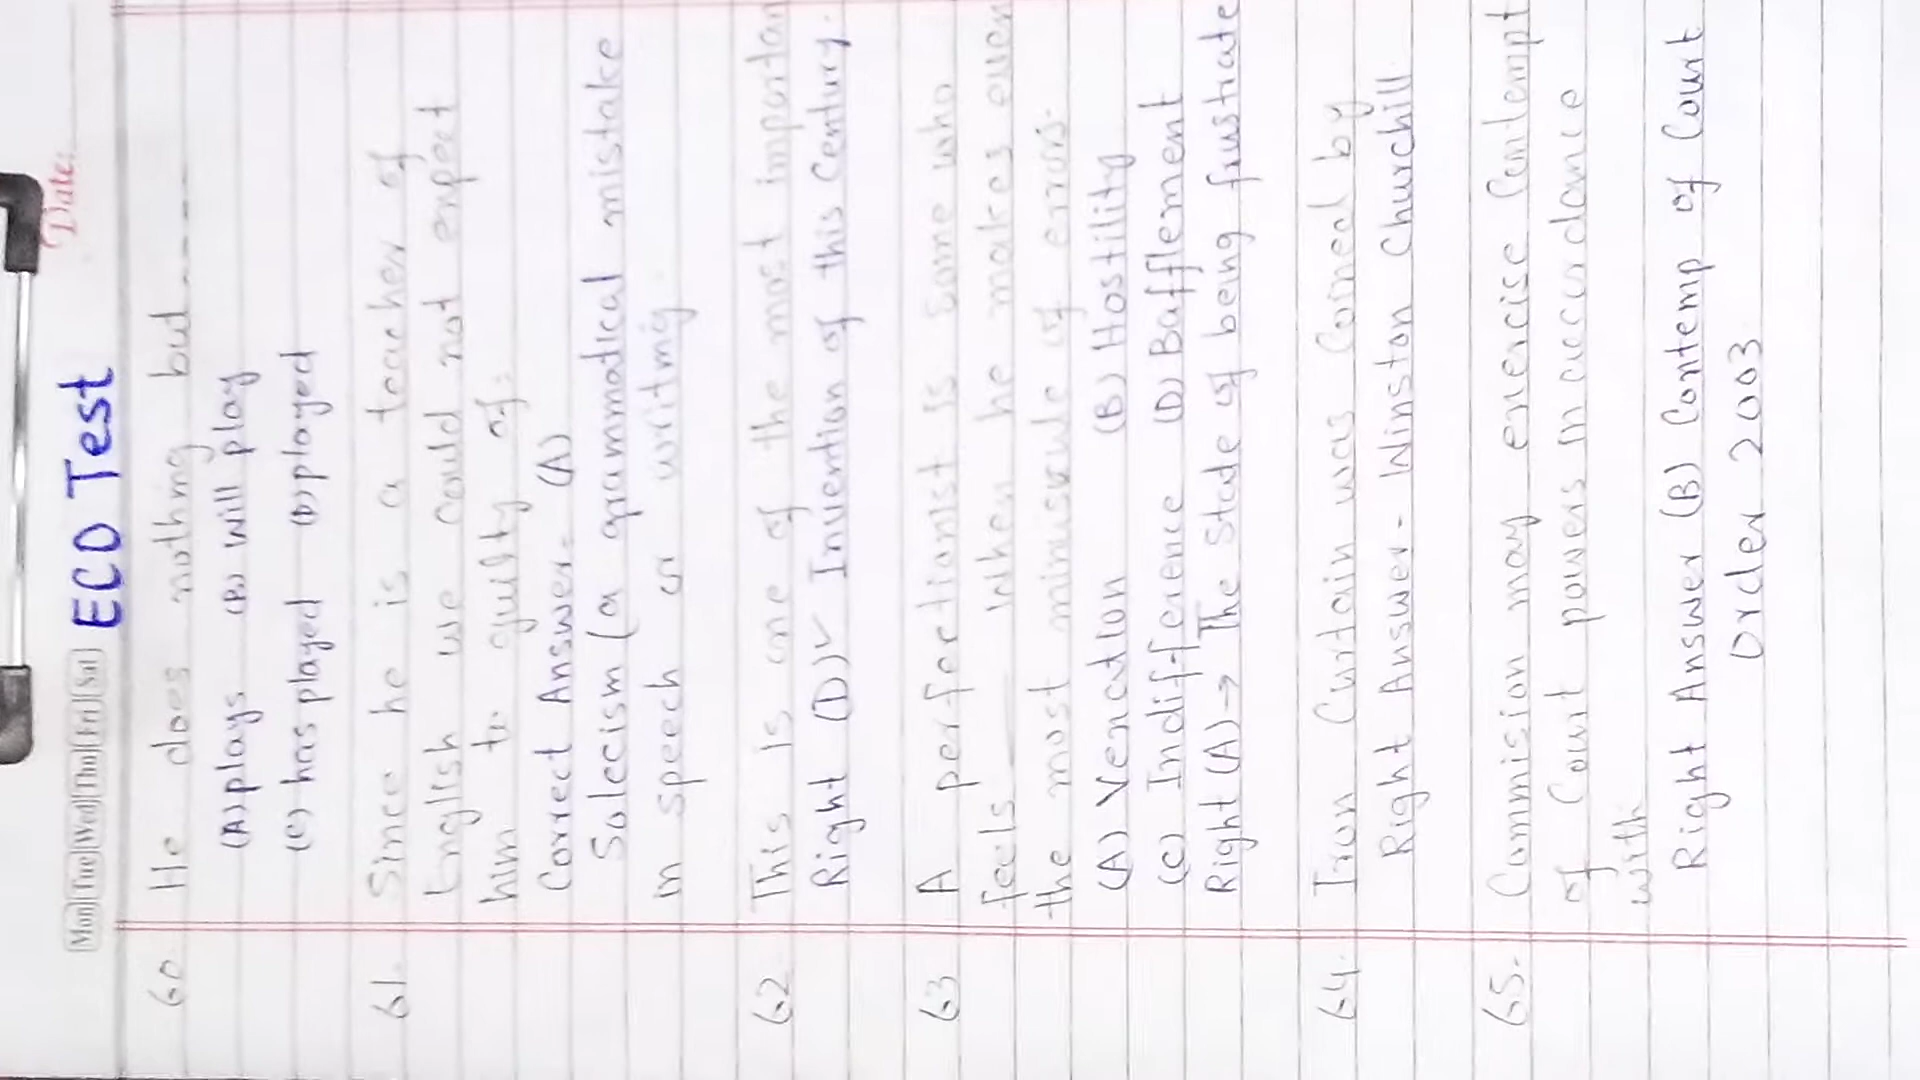 Date:
Mon Tue Wed Thu Fri Sat
ECO Test
60 He does nothing but
(A) plays (B) will play
(C) has played (D) played
61. Since he is a teacher of
English we could not expect
him to guilty of:
Correct Answer= (A)
Solecism (a grammatical mistake
in speech or writing
62 This is one of the most importan
Right (D) ✓ Invention of this Century.
63 A perfectionist is some who
feels ___ When he makes even
the most minuscule of errors.
(A) Vexation (B) Hostility
(C) Indifference (D) Bafflement
Right (A) → The state of being frustrate
64. Iron Curtain was Coined by
Right Answer- Winston Churchill.
65. Commision may exercise Contempt
of Court powers in accordance
with
Right Answer (B) Contemp of Court
Order 2003